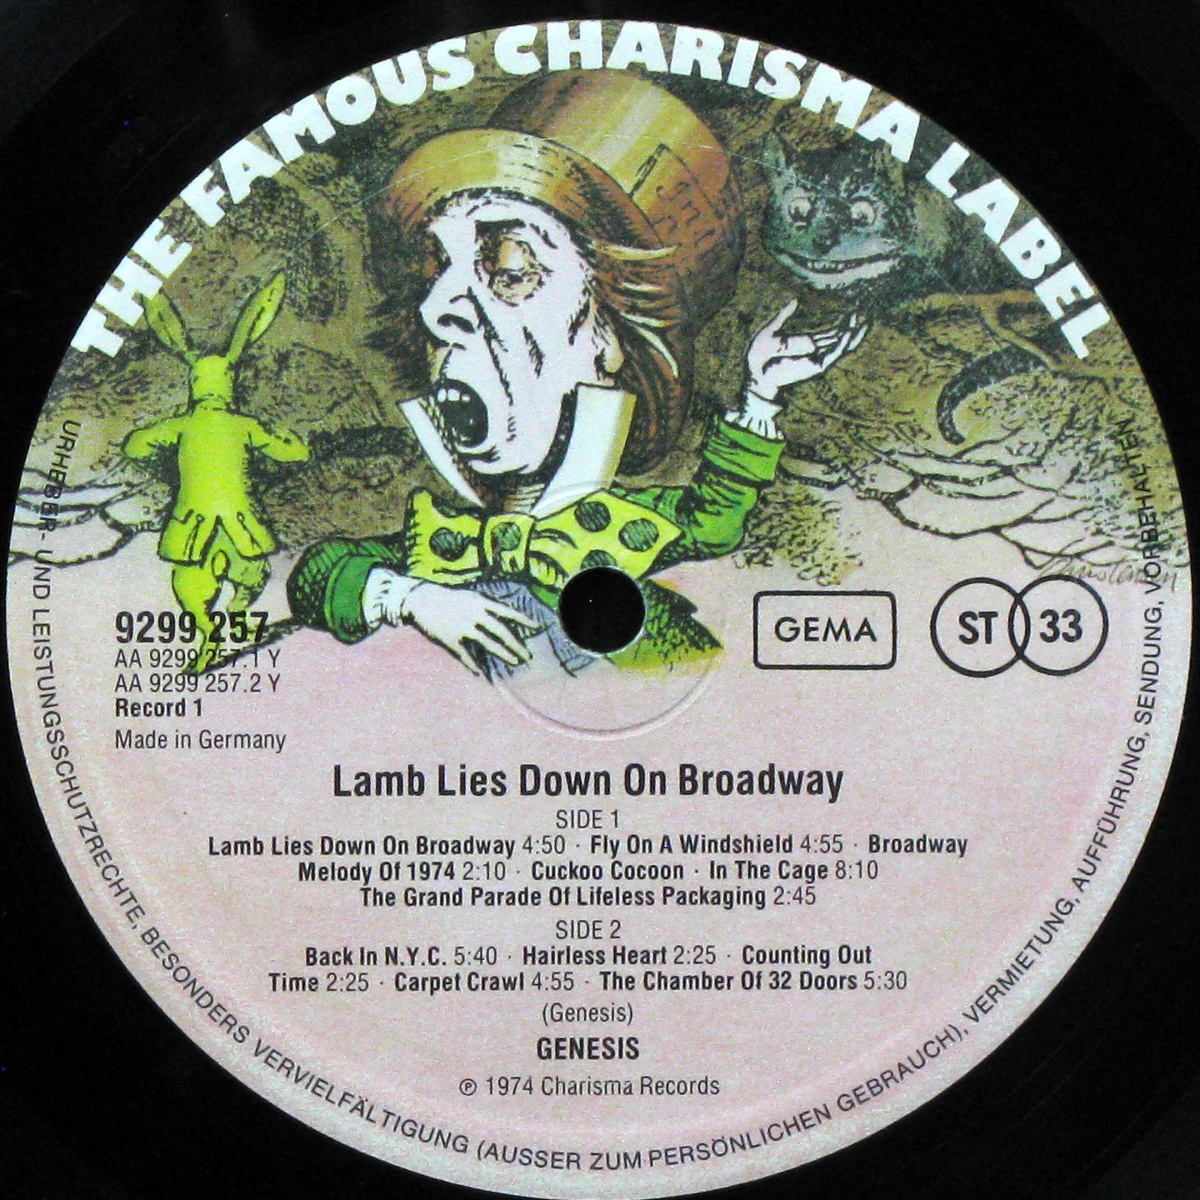 THE FAMOUS CHARISMA LABEL
9299 257
AA 9299 257.1 Y
AA 9299 257.2 Y
Record 1
Made in Germany
GEMA
ST 33
Lamb Lies Down On Broadway
SIDE 1
Lamb Lies Down On Broadway 4:50 · Fly On A Windshield 4:55 · Broadway
Melody Of 1974 2:10 · Cuckoo Cocoon · In The Cage 8:10
The Grand Parade Of Lifeless Packaging 2:45
SIDE 2
Back In N.Y.C. 5:40 · Hairless Heart 2:25 · Counting Out
Time 2:25 · Carpet Crawl 4:55 · The Chamber Of 32 Doors 5:30
(Genesis)
GENESIS
℗ 1974 Charisma Records
URHEBER- UND LEISTUNGSSCHUTZRECHTE, BESONDERS VERVIELFÄLTIGUNG (AUSSER ZUM PERSÖNLICHEN GEBRAUCH), VERMIETUNG, AUFFÜHRUNG, SENDUNG, VORBEHALTEN